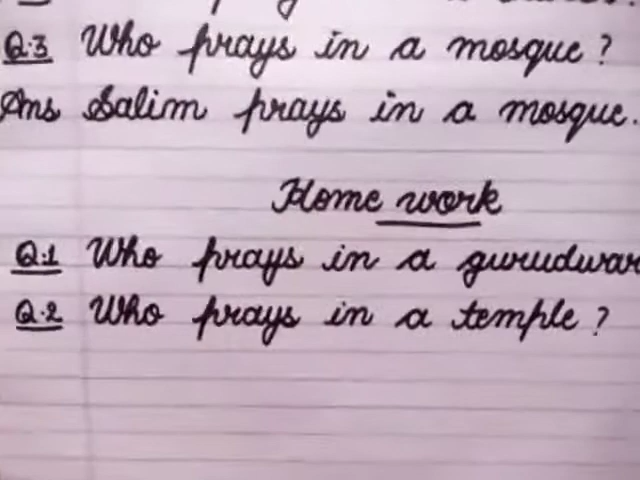 Q.3 Who prays in a mosque?
Ans Salim prays in a mosque.
Home work
Q.1 Who prays in a gurudwar
Q.2 Who prays in a temple?